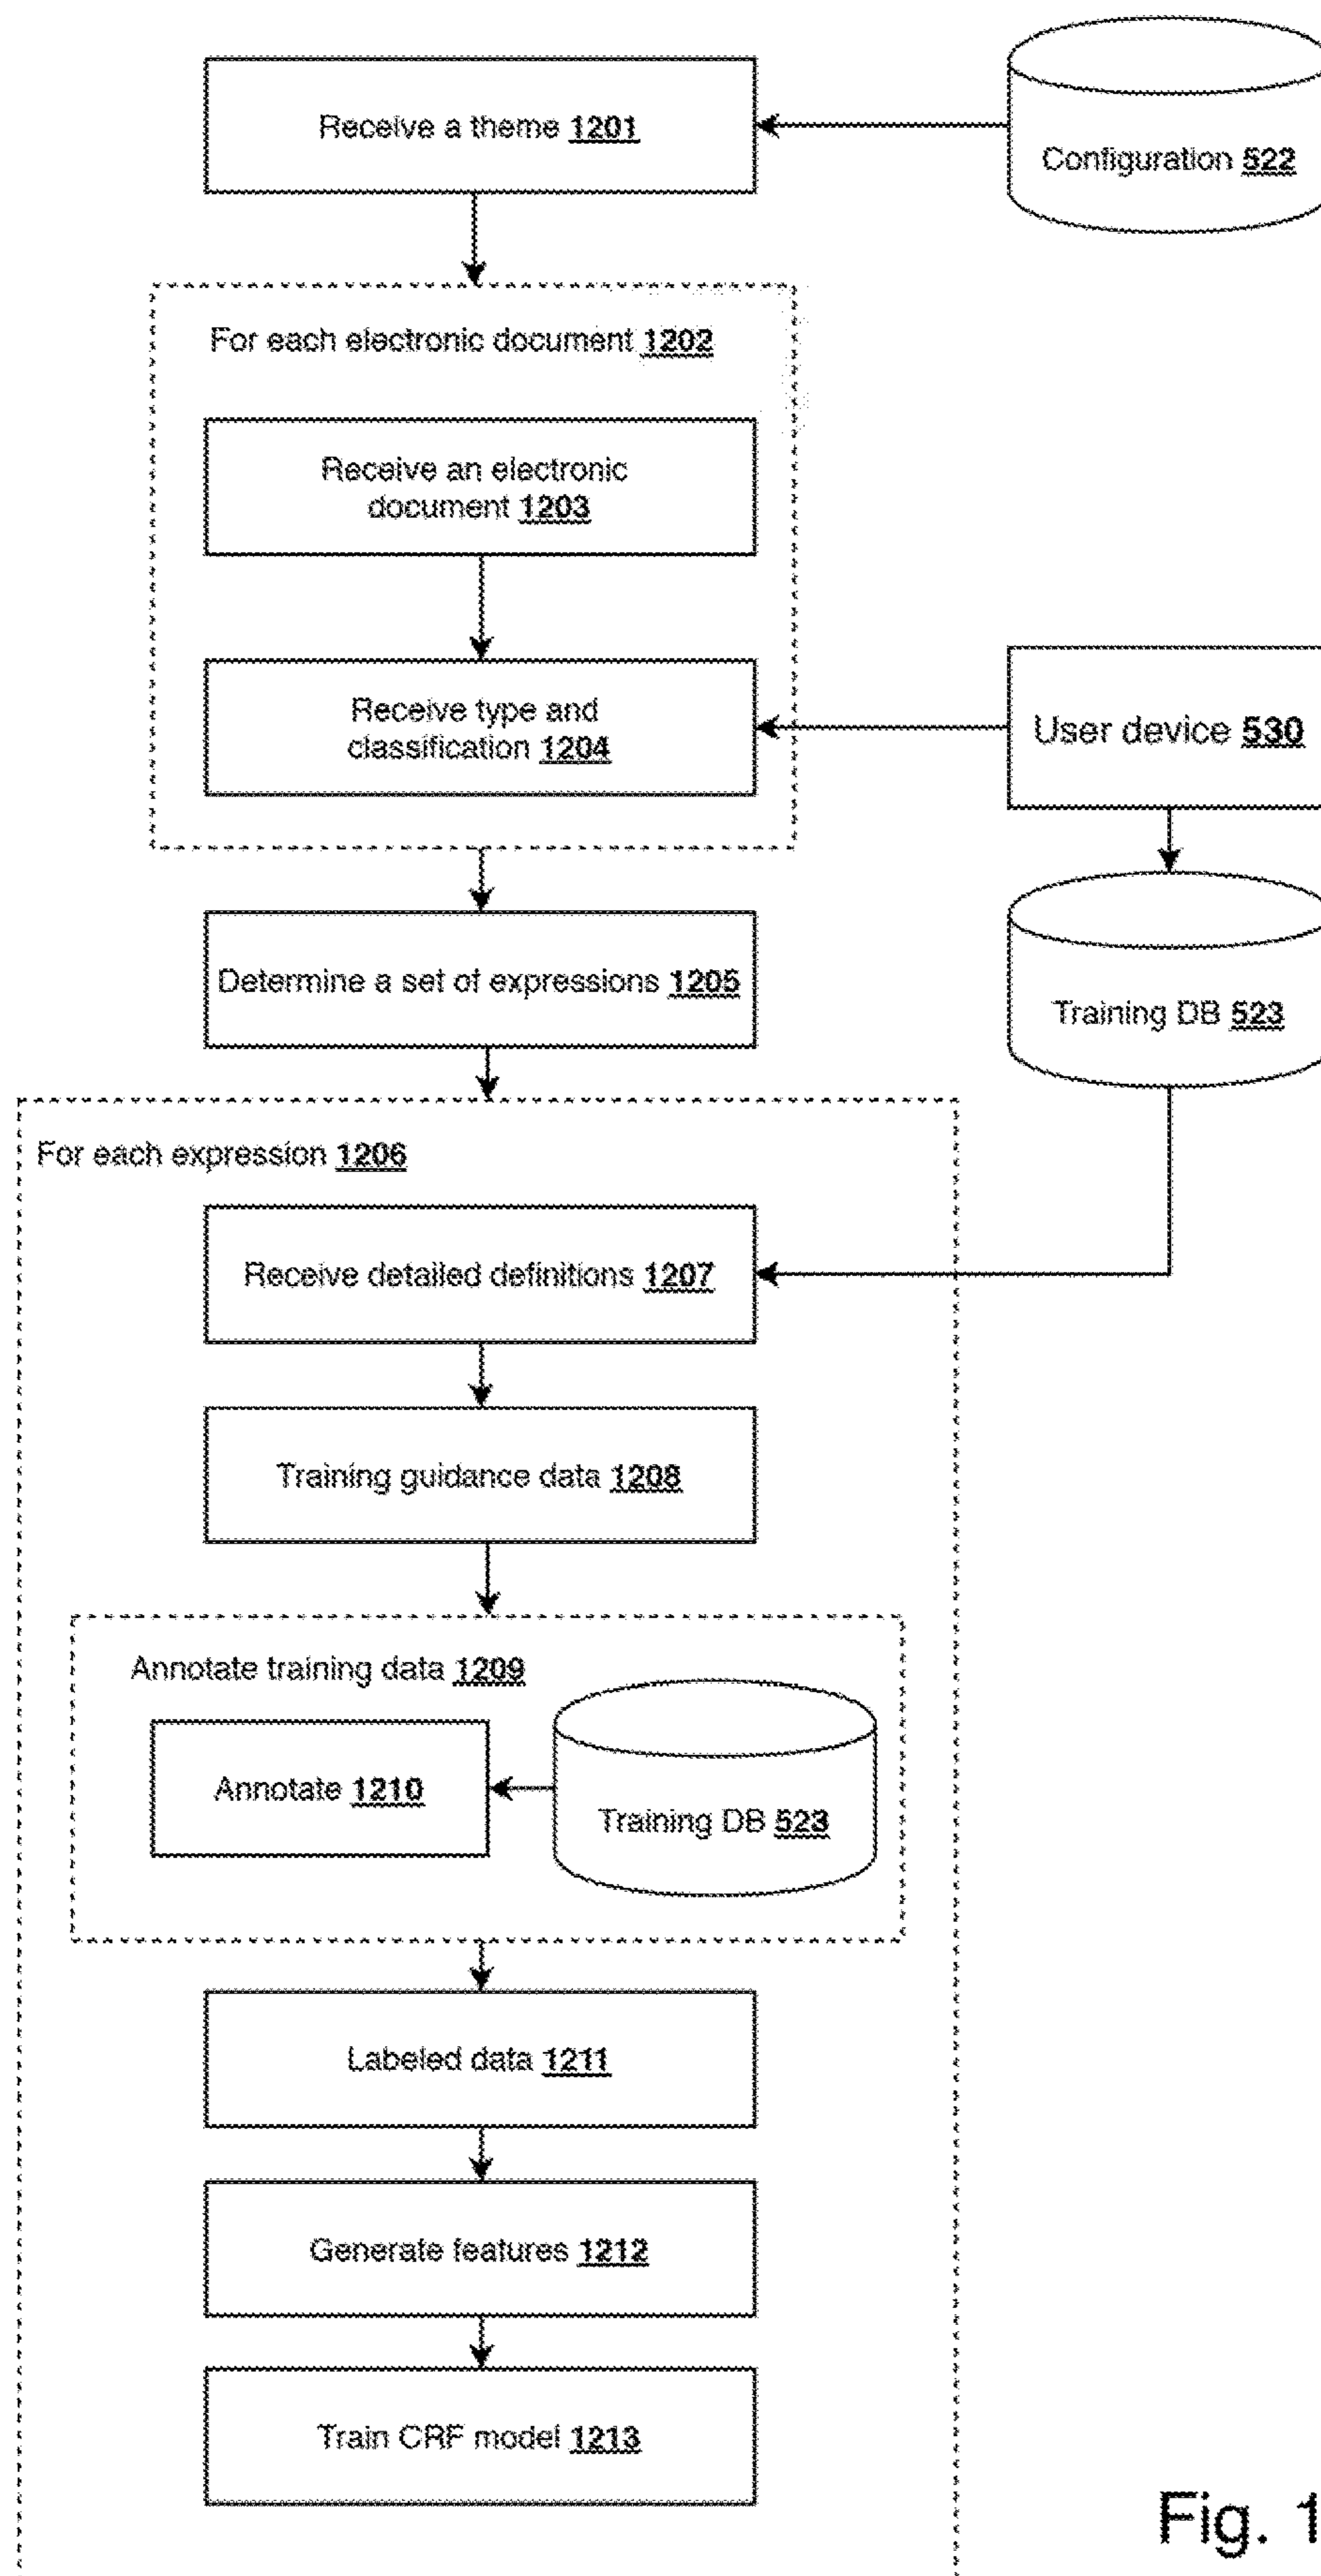 Receive a theme 1201
Configuration 522
For each electronic document 1202
Receive an electronic
document 1203
Receive type and
classification 1204
User device 530
Determine a set of expressions 1205
Training DB 523
For each expression 1206
Receive detailed definitions 1207
Training guidance data 1208
Annotate training data 1209
Annotate 1210
Training DB 523
Labeled data 1211
Generate features 1212
Train CRF model 1213
Fig. 1